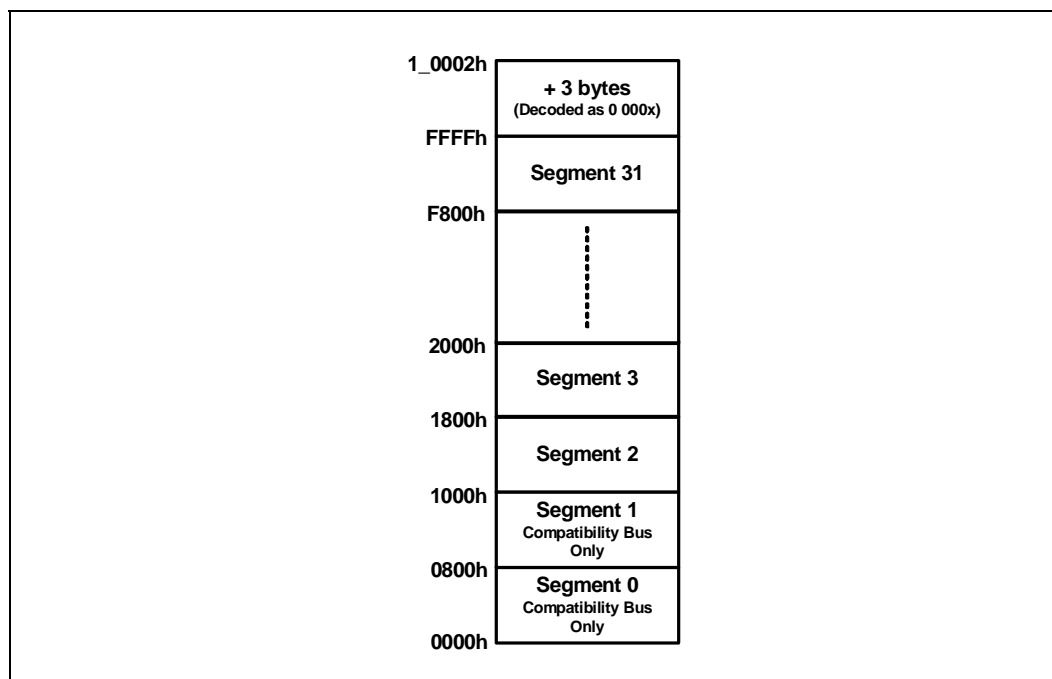 1_0002h
+ 3 bytes
(Decoded as 0 000x)
FFFFh
Segment 31
F800h
2000h
Segment 3
1800h
Segment 2
1000h
Segment 1
Compatibility Bus
Only
0800h
Segment 0
Compatibility Bus
Only
0000h